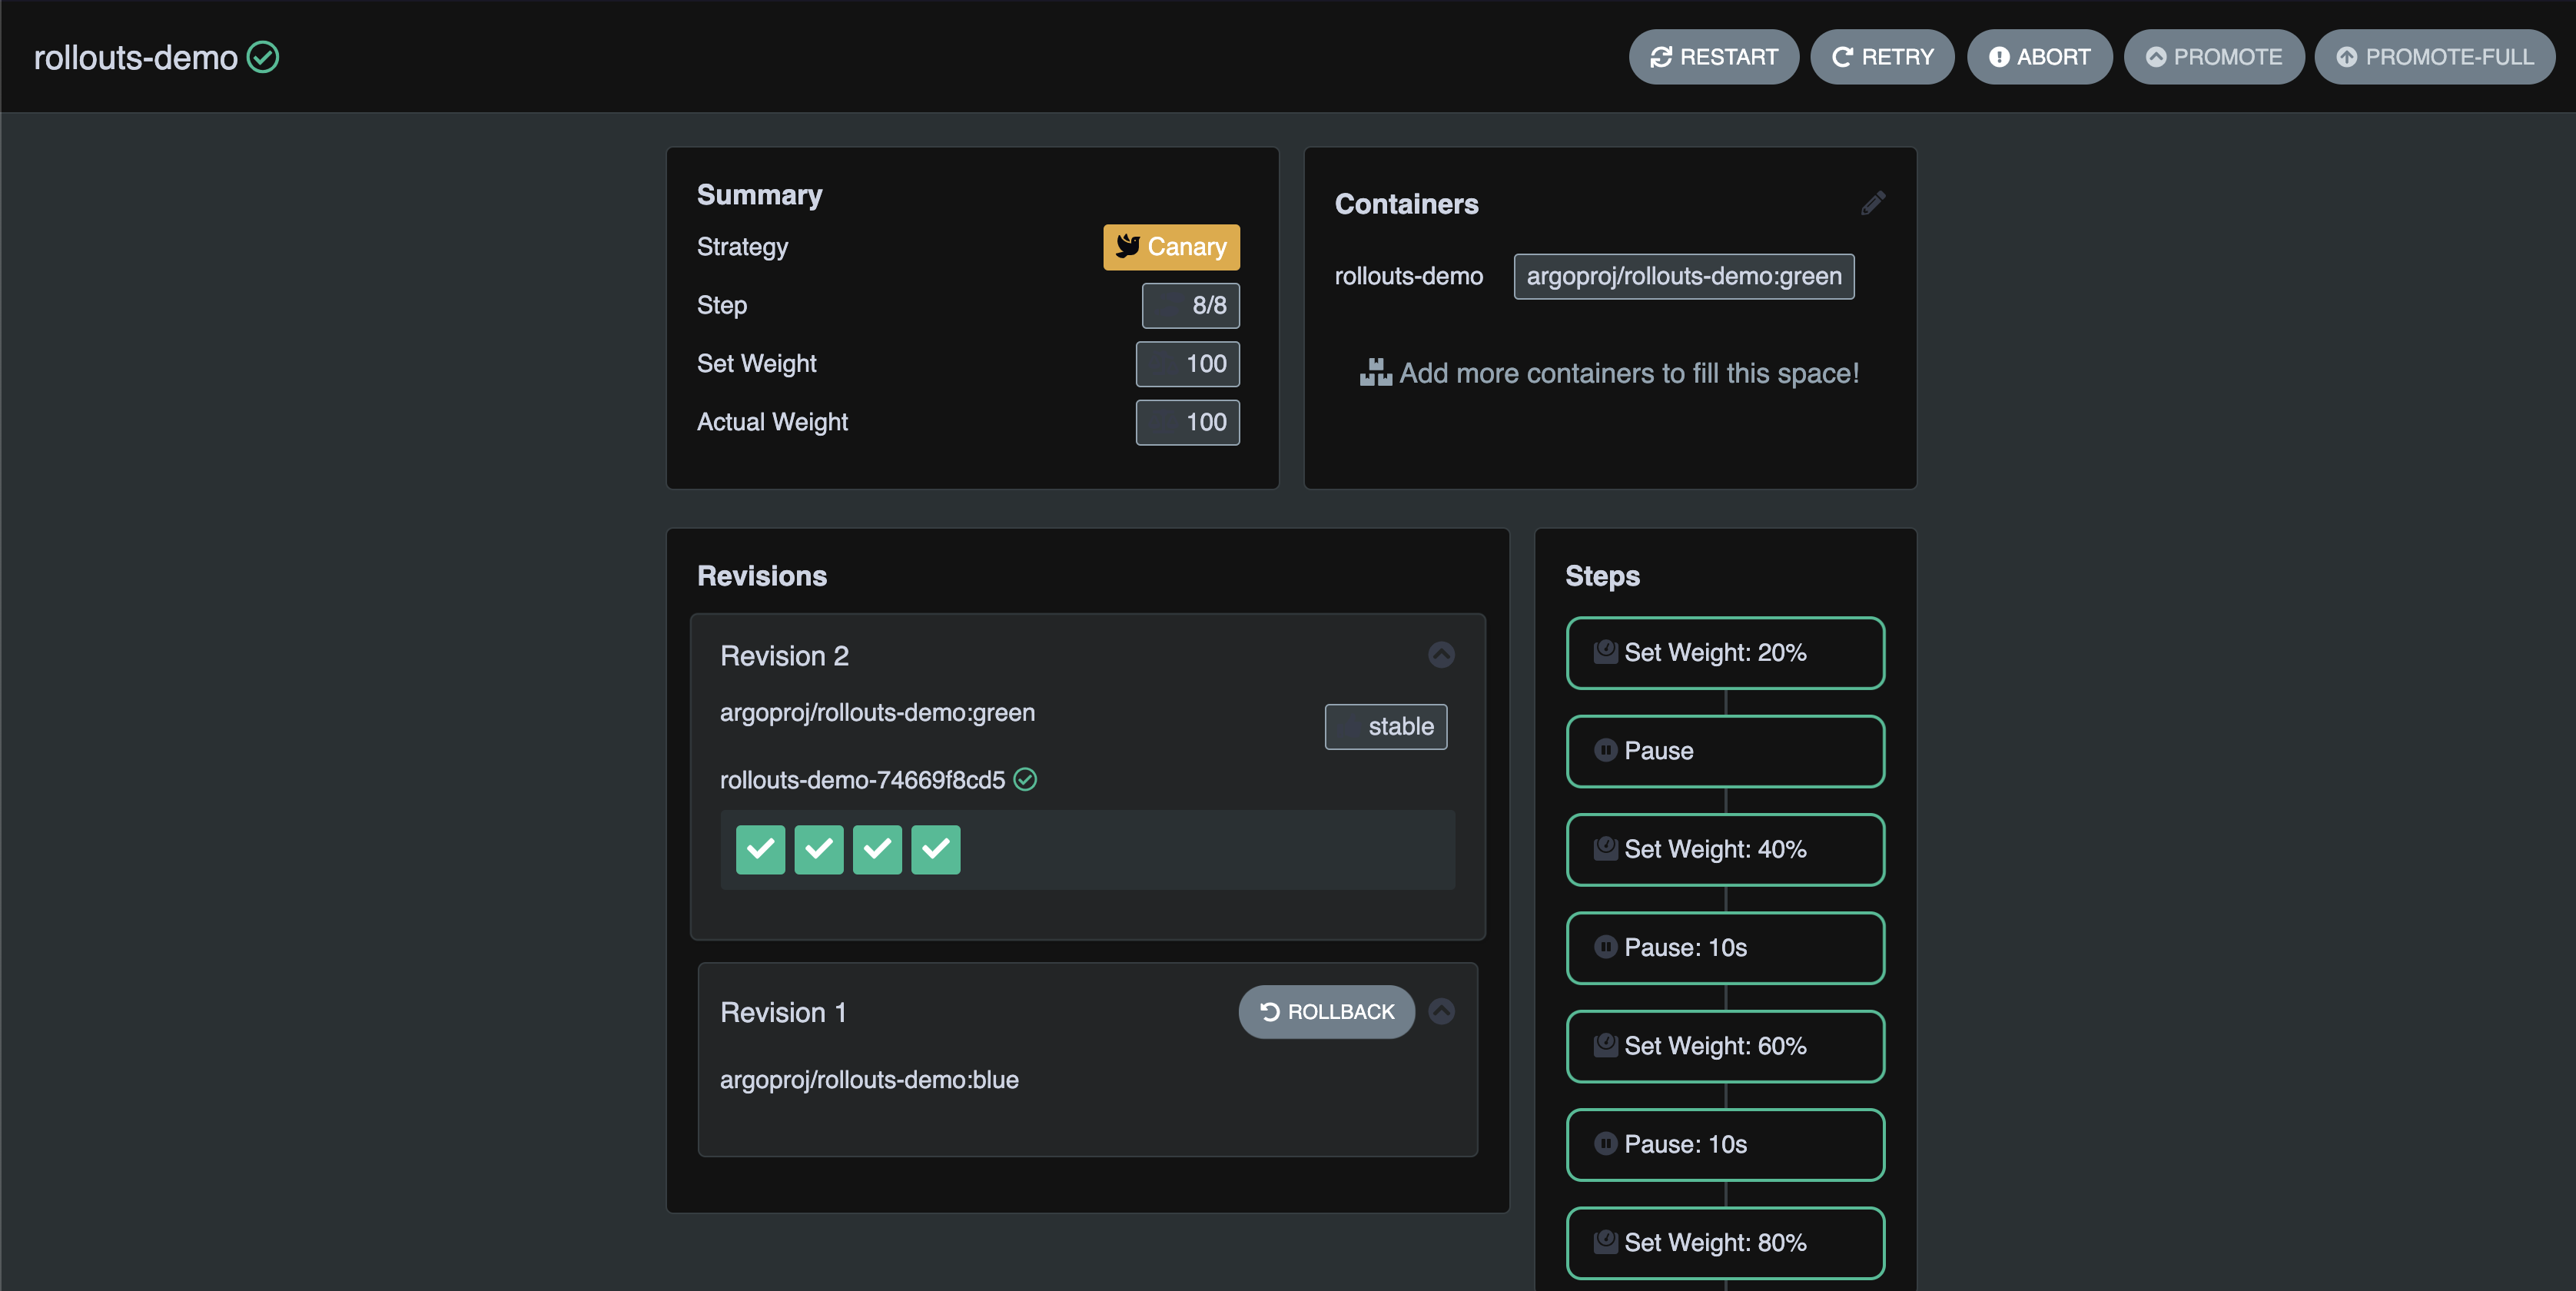 rollouts-demo
RESTART
RETRY
ABORT
PROMOTE
PROMOTE-FULL
Summary
Strategy
Canary
Step
8/8
Set Weight
100
Actual Weight
100
Containers
rollouts-demo
argoproj/rollouts-demo:green
Add more containers to fill this space!
Revisions
Revision 2
argoproj/rollouts-demo:green
stable
rollouts-demo-74669f8cd5
Revision 1
ROLLBACK
argoproj/rollouts-demo:blue
Steps
Set Weight: 20%
Pause
Set Weight: 40%
Pause: 10s
Set Weight: 60%
Pause: 10s
Set Weight: 80%